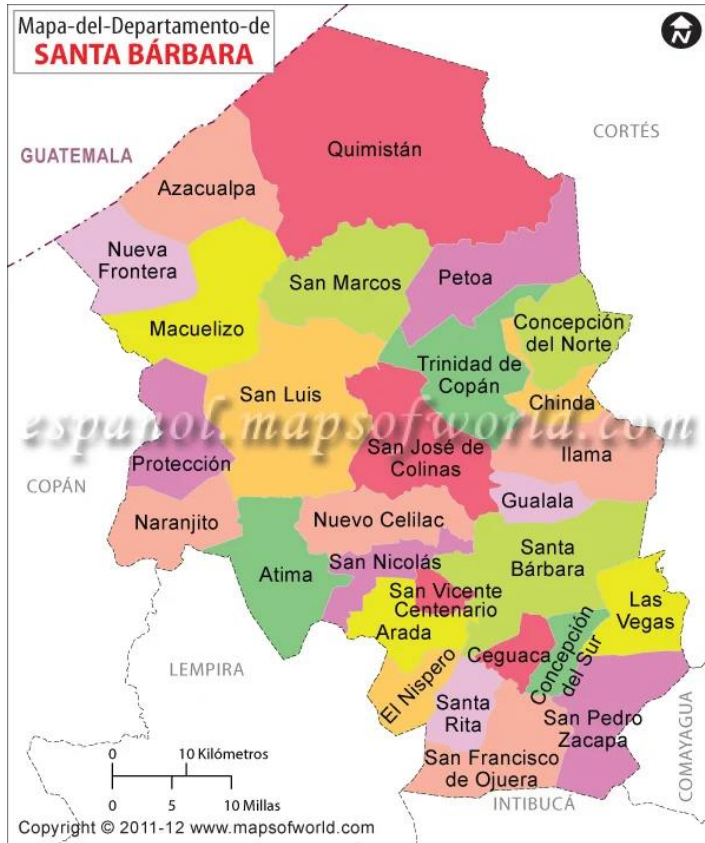 Mapa-del-Departamento-de
SANTA BÁRBARA
N
CORTÉS
Quimistán
GUATEMALA
Azacualpa
Nueva
Frontera
San Marcos
Petoa
Macuelizo
Concepción
del Norte
Trinidad de
Copán
San Luis
Chinda
espanol.mapsofworld.com
San José de
Colinas
Ilama
Protección
COPÁN
Gualala
Naranjito
Nuevo Celilac
Santa
Bárbara
San Nicolás
Atima
San Vicente
Centenario
Las
Vegas
Arada
Ceguaca
Concepción
del Sur
LEMPIRA
El Nispero
Santa
Rita
San Pedro
Zacapa
COMAYAGUA
San Francisco
de Ojuera
INTIBUCÁ
0 10 Kilómetros
0 5 10 Millas
Copyright © 2011-12 www.mapsofworld.com